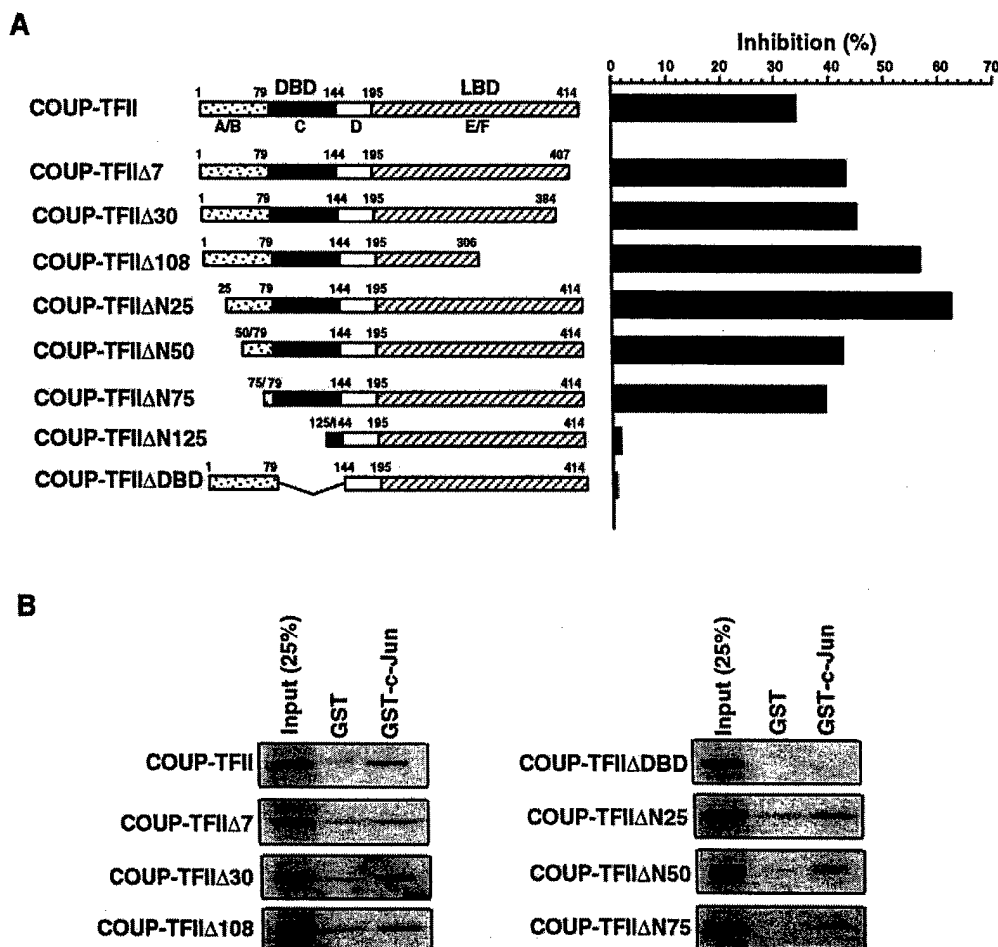 A
Inhibition (%)
0 10 20 30 40 50 60 70
1 79 DBD 144 195 LBD 414
COUP-TFII
A/B C D E/F
1 79 144 195 407
COUP-TFIIΔ7
1 79 144 195 384
COUP-TFIIΔ30
1 79 144 195 306
COUP-TFIIΔ108
25 79 144 195 414
COUP-TFIIΔN25
50/79 144 195 414
COUP-TFIIΔN50
75/79 144 195 414
COUP-TFIIΔN75
125/144 195 414
COUP-TFIIΔN125
1 79 144 195 414
COUP-TFIIΔDBD
B
Input (25%) GST GST-c-Jun
COUP-TFII
COUP-TFIIΔ7
COUP-TFIIΔ30
COUP-TFIIΔ108
Input (25%) GST GST-c-Jun
COUP-TFIIΔDBD
COUP-TFIIΔN25
COUP-TFIIΔN50
COUP-TFIIΔN75